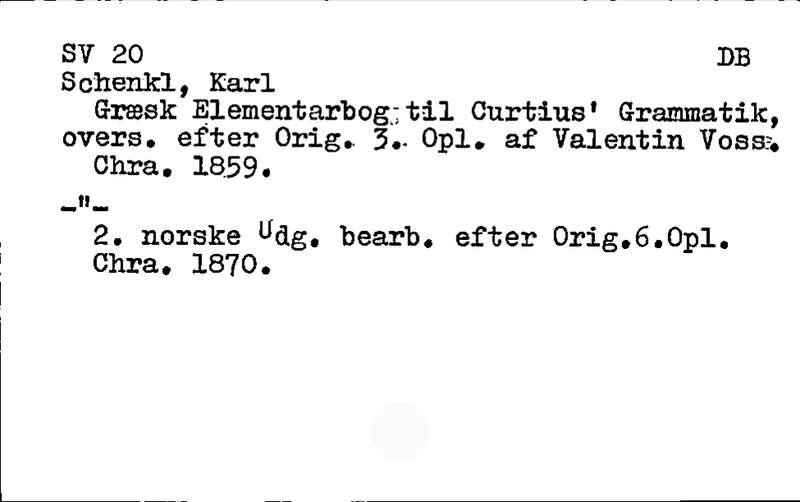 SV 20 DB
Schenkl, Karl
Græsk Elementarbog til Curtius' Grammatik,
overs. efter Orig. 3. Opl. af Valentin Voss.
Chra. 1859.
_"_
2. norske Udg. bearb. efter Orig.6.Opl.
Chra. 1870.